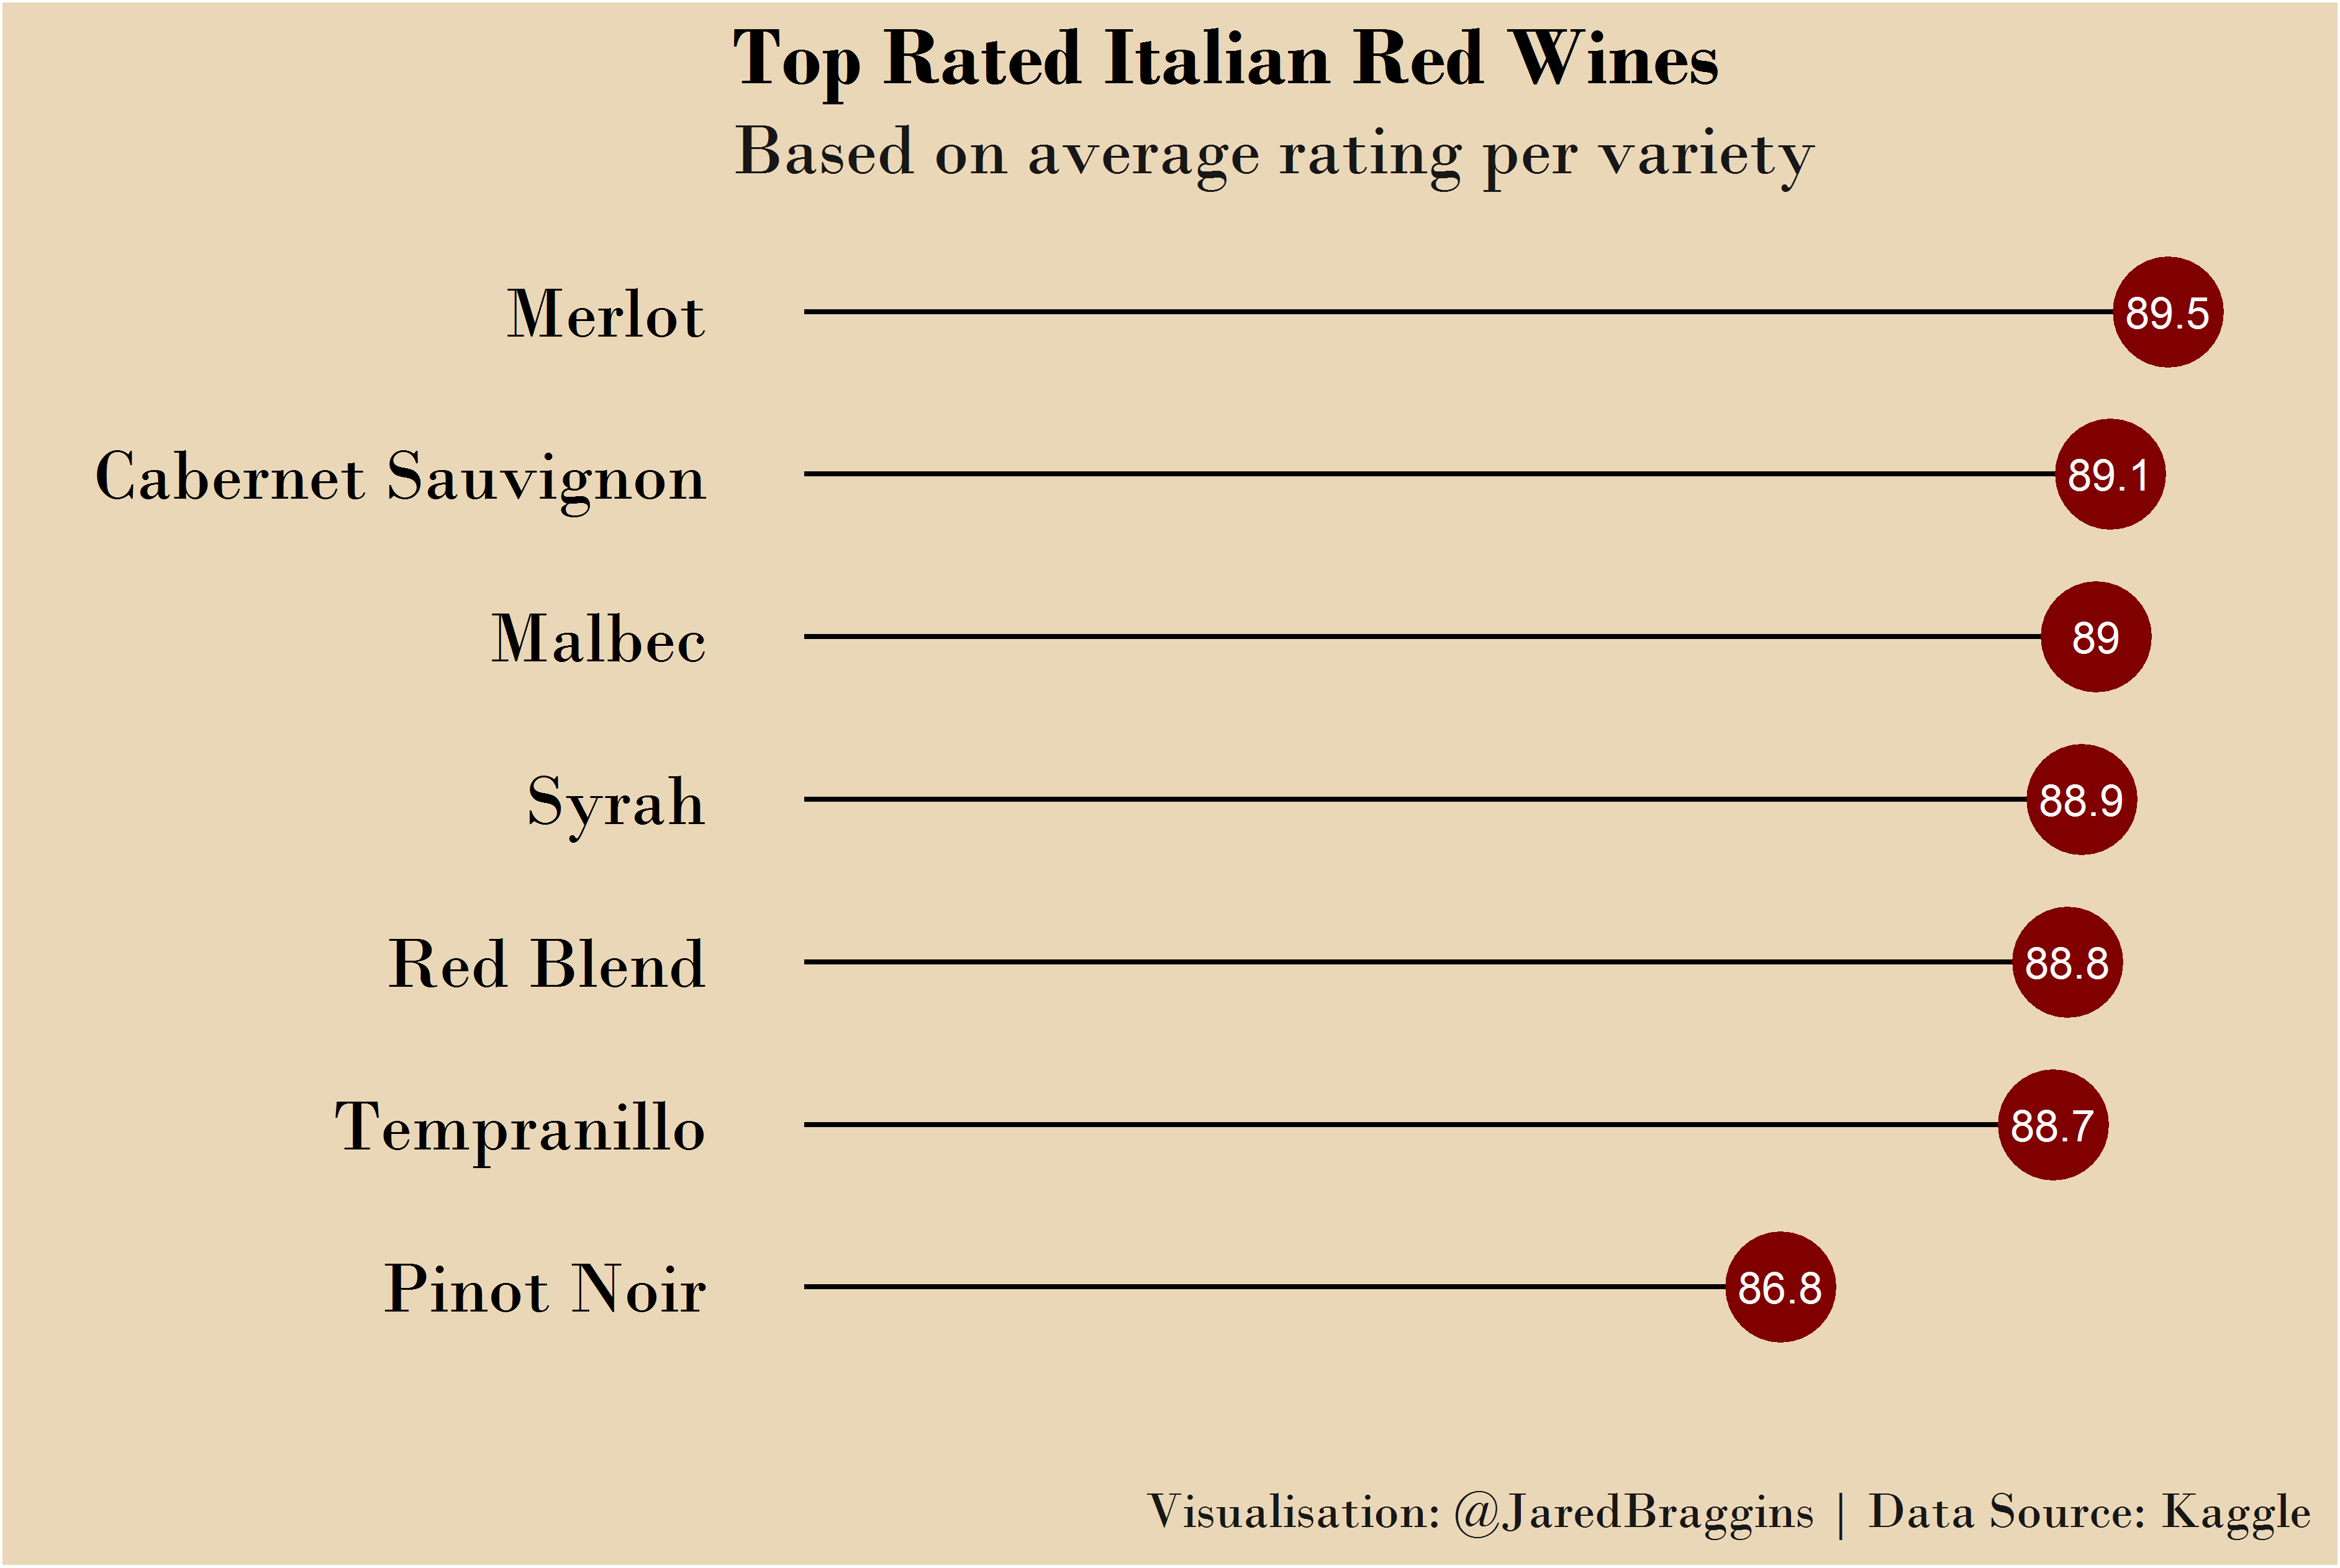 Top Rated Italian Red Wines
Based on average rating per variety
Merlot 89.5
Cabernet Sauvignon 89.1
Malbec 89
Syrah 88.9
Red Blend 88.8
Tempranillo 88.7
Pinot Noir 86.8
Visualisation: @JaredBraggins | Data Source: Kaggle